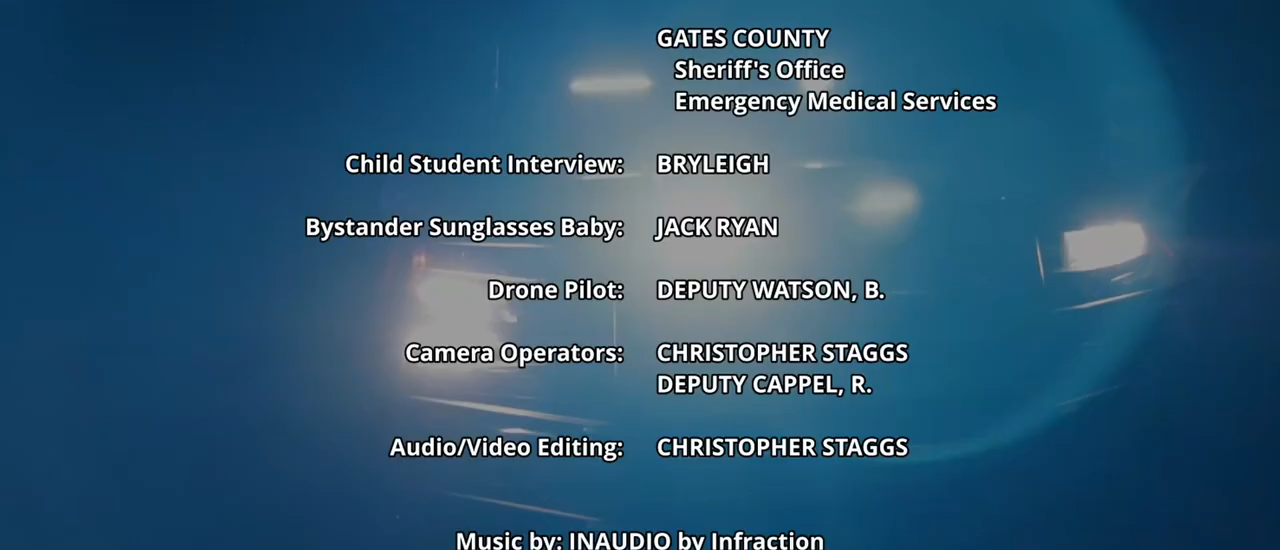 GATES COUNTY
Sheriff's Office
Emergency Medical Services
Child Student Interview: BRYLEIGH
Bystander Sunglasses Baby: JACK RYAN
Drone Pilot: DEPUTY WATSON, B.
Camera Operators: CHRISTOPHER STAGGS
DEPUTY CAPPEL, R.
Audio/Video Editing: CHRISTOPHER STAGGS
Music by: INAUDIO by Infraction